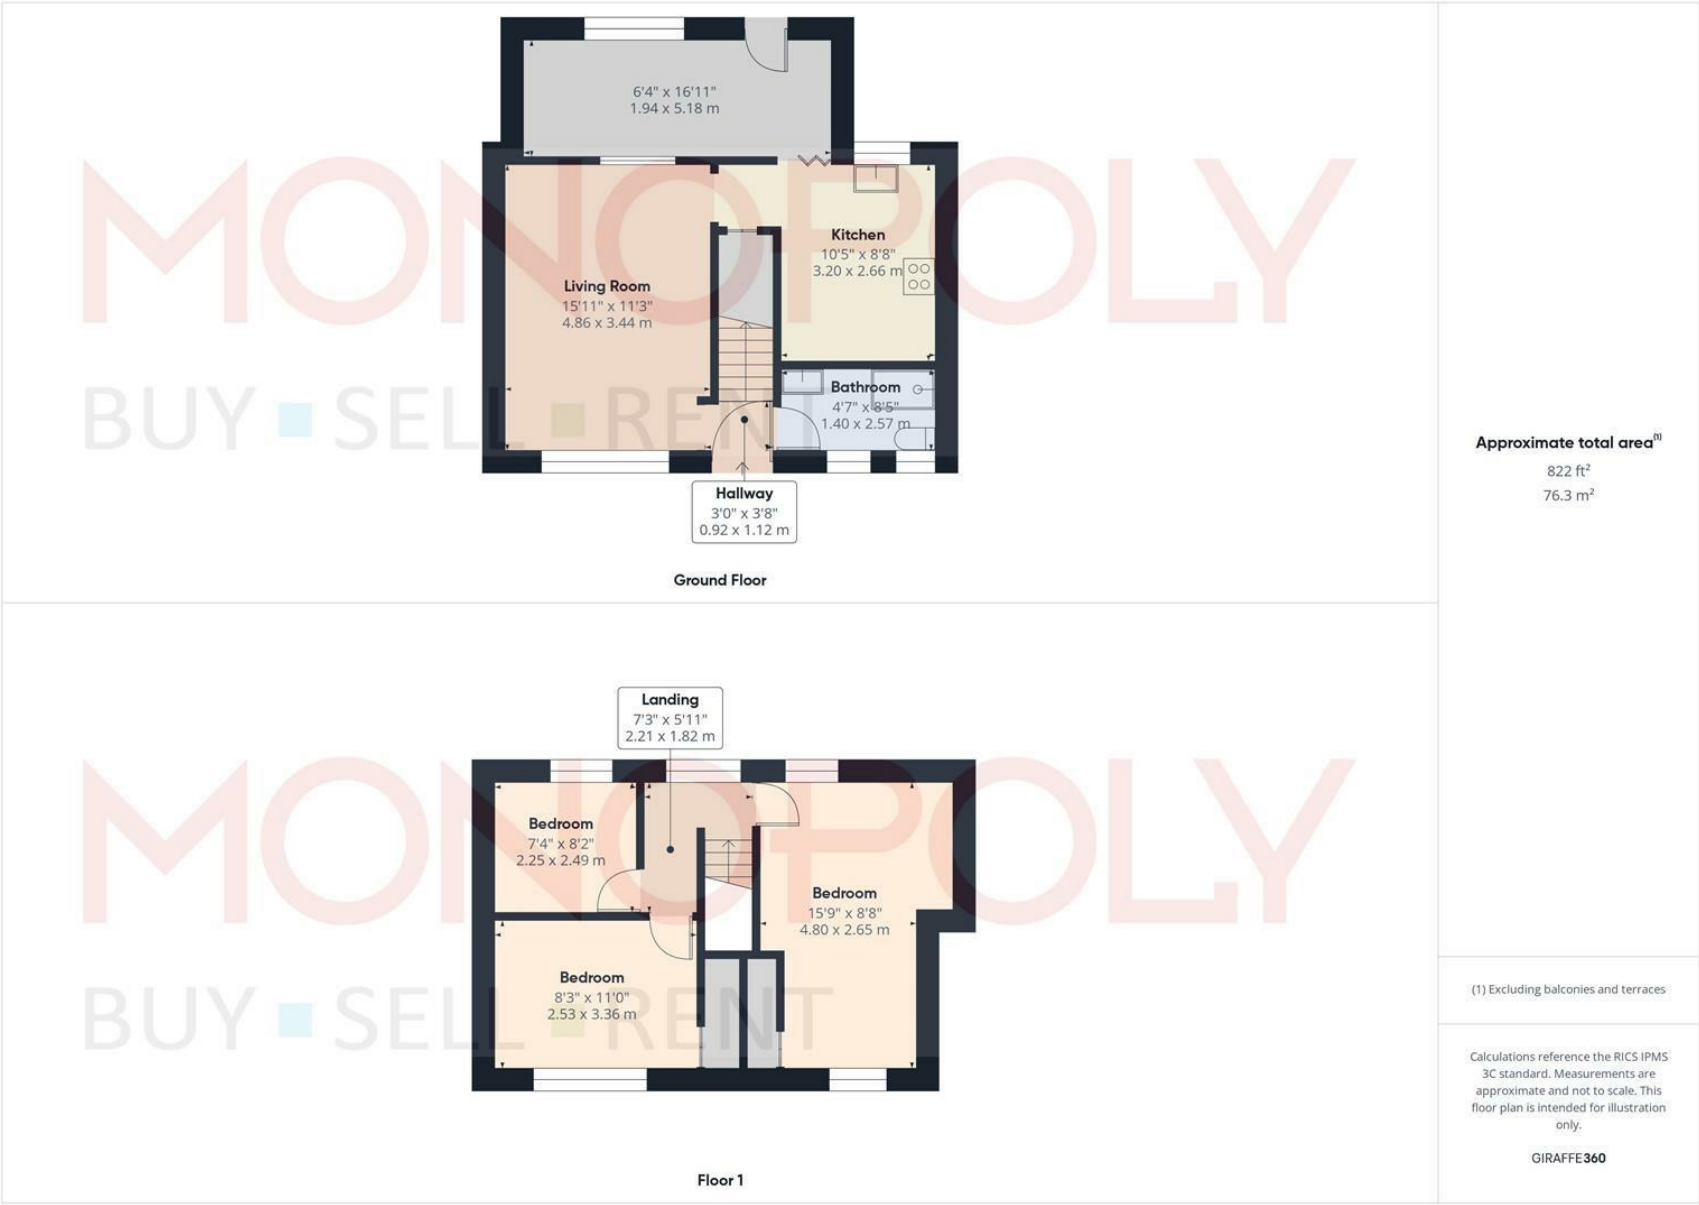 6'4" x 16'11"
1.94 x 5.18 m
Kitchen
10'5" x 8'8"
3.20 x 2.66 m
Living Room
15'11" x 11'3"
4.86 x 3.44 m
Bathroom
4'7" x 8'5"
1.40 x 2.57 m
Hallway
3'0" x 3'8"
0.92 x 1.12 m
Ground Floor
MONOPOLY
BUY SELL RENT
Landing
7'3" x 5'11"
2.21 x 1.82 m
Bedroom
7'4" x 8'2"
2.25 x 2.49 m
Bedroom
15'9" x 8'8"
4.80 x 2.65 m
Bedroom
8'3" x 11'0"
2.53 x 3.36 m
Floor 1
MONOPOLY
BUY SELL RENT
Approximate total area(1)
822 ft²
76.3 m²
(1) Excluding balconies and terraces
Calculations reference the RICS IPMS
3C standard. Measurements are
approximate and not to scale. This
floor plan is intended for illustration
only.
GIRAFFE360